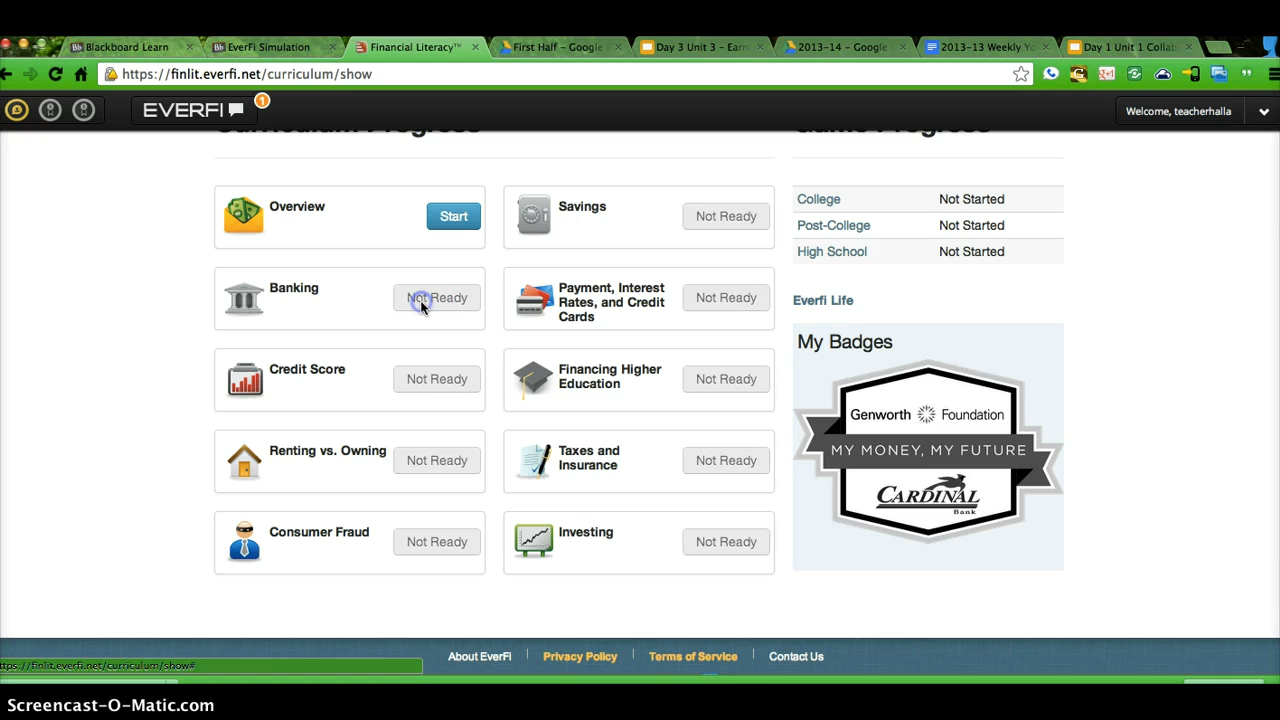 Blackboard Learn
EverFi Simulation
Financial Literacy™
First Half – Google
Day 3 Unit 3 – Earn
2013–14 – Google
2013–13 Weekly
Day 1 Unit 1 Collab
https://finlit.everfi.net/curriculum/show
EVERFI
1
Welcome, teacherhalla
Curriculum Progress
Game Progress
Overview
Start
Savings
Not Ready
Banking
Not Ready
Payment, Interest
Rates, and Credit
Cards
Not Ready
Credit Score
Not Ready
Financing Higher
Education
Not Ready
Renting vs. Owning
Not Ready
Taxes and
Insurance
Not Ready
Consumer Fraud
Not Ready
Investing
Not Ready
College Not Started
Post-College Not Started
High School Not Started
Everfi Life
My Badges
Genworth Foundation
MY MONEY, MY FUTURE
CARDINAL
Bank
About EverFi
Privacy Policy
Terms of Service
Contact Us
ttps://finlit.everfi.net/curriculum/show#
Screencast-O-Matic.com